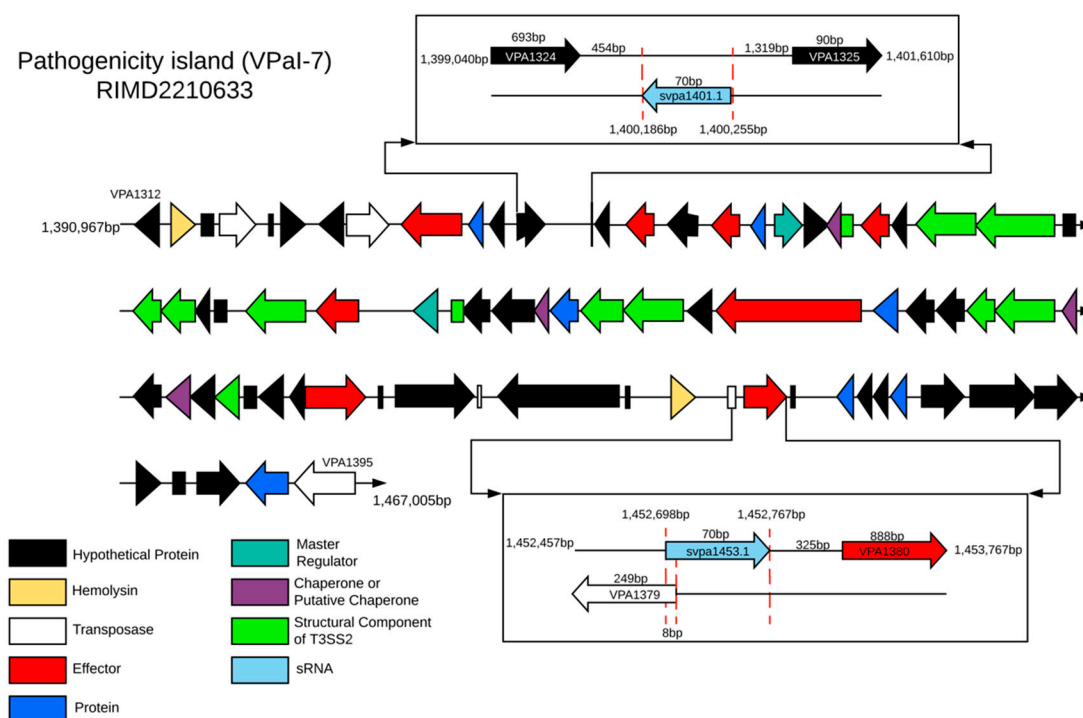 Pathogenicity island (VPaI-7)
RIMD2210633
693bp
90bp
1,399,040bp
VPA1324
454bp
1,319bp
VPA1325
1,401,610bp
70bp
svpa1401.1
1,400,186bp
1,400,255bp
VPA1312
1,390,967bp
VPA1395
1,467,005bp
1,452,698bp
1,452,767bp
1,452,457bp
70bp
svpa1453.1
325bp
888bp
VPA1380
1,453,767bp
249bp
VPA1379
8bp
Hypothetical Protein
Hemolysin
Transposase
Effector
Protein
Master
Regulator
Chaperone or
Putative Chaperone
Structural Component
of T3SS2
sRNA